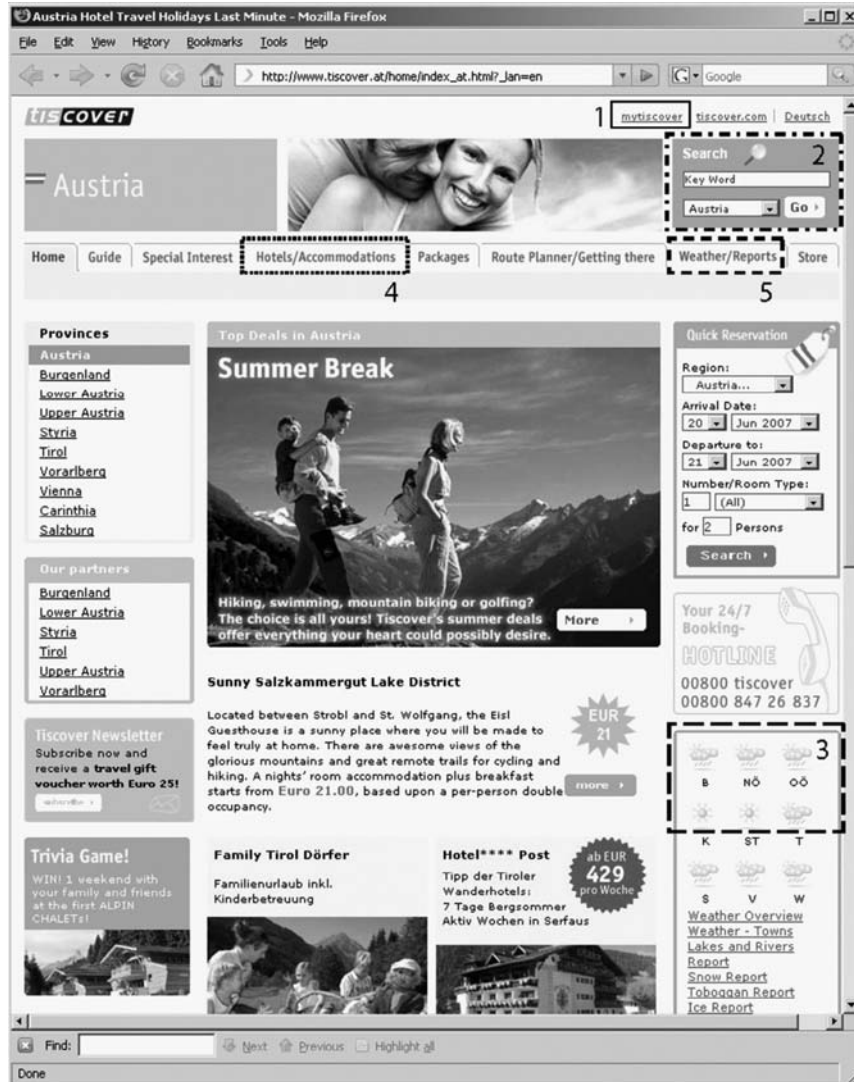 Austria Hotel Travel Holidays Last Minute - Mozilla Firefox
File Edit View History Bookmarks Tools Help
http://www.tiscover.at/home/index_at.html?_lan=en
G Google
tiscover
1 mytiscover tiscover.com | Deutsch
Austria
Search 2
Key Word
Austria Go
Home Guide Special Interest Hotels/Accommodations Packages Route Planner/Getting there Weather/Reports Store
4 5
Provinces
Austria
Burgenland
Lower Austria
Upper Austria
Styria
Tirol
Vorarlberg
Vienna
Carinthia
Salzburg
Our partners
Burgenland
Lower Austria
Styria
Tirol
Upper Austria
Vorarlberg
Tiscover Newsletter
Subscribe now and
receive a travel gift
voucher worth Euro 25!
subscribe
Trivia Game!
WIN! 1 weekend with
your family and friends
at the first ALPIN
CHALETs!
Top Deals in Austria
Summer Break
Hiking, swimming, mountain biking or golfing?
The choice is all yours! Tiscover's summer deals
offer everything your heart could possibly desire.
More
Sunny Salzkammergut Lake District
Located between Strobl and St. Wolfgang, the Eisl
Guesthouse is a sunny place where you will be made to
feel truly at home. There are awesome views of the
glorious mountains and great remote trails for cycling and
hiking. A nights' room accommodation plus breakfast
starts from Euro 21.00, based upon a per-person double
occupancy.
EUR
21
more
Family Tirol Dörfer
Familienurlaub inkl.
Kinderbetreuung
Hotel**** Post
Tipp der Tiroler
Wanderhotels:
7 Tage Bergsommer
Aktiv Wochen in Serfaus
ab EUR
429
pro Woche
Quick Reservation
Region:
Austria...
Arrival Date:
20 Jun 2007
Departure to:
21 Jun 2007
Number/Room Type:
1 (All)
for 2 Persons
Search
Your 24/7
Booking-
HOTLINE
00800 tiscover
00800 847 26 837
3
B NÖ OÖ
K ST T
S V W
Weather Overview
Weather - Towns
Lakes and Rivers
Report
Snow Report
Toboggan Report
Ice Report
Find: Next Previous Highlight all
Done